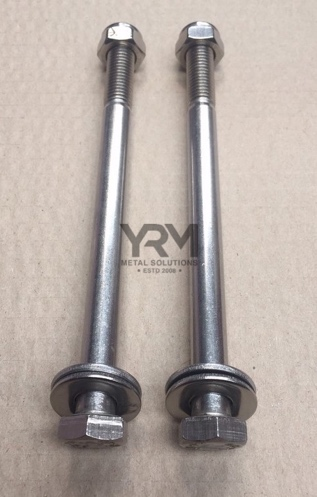 YRM
METAL SOLUTIONS
• ESTD 2006 •